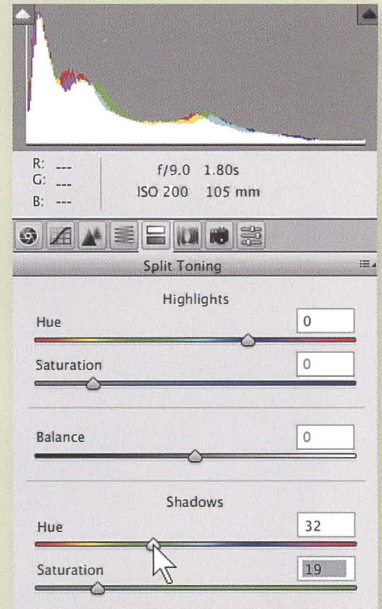 R: ---
G: ---
B: ---
f/9.0 1.80s
ISO 200 105 mm
Split Toning
Highlights
Hue 0
Saturation 0
Balance 0
Shadows
Hue 32
Saturation 19